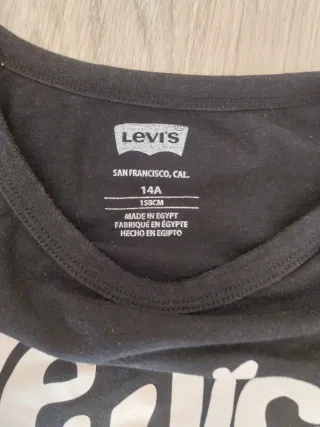 LEVI'S
SAN FRANCISCO, CAL.
14A
158CM
MADE IN EGYPT
FABRIQUÉ EN ÉGYPTE
HECHO EN EGIPTO